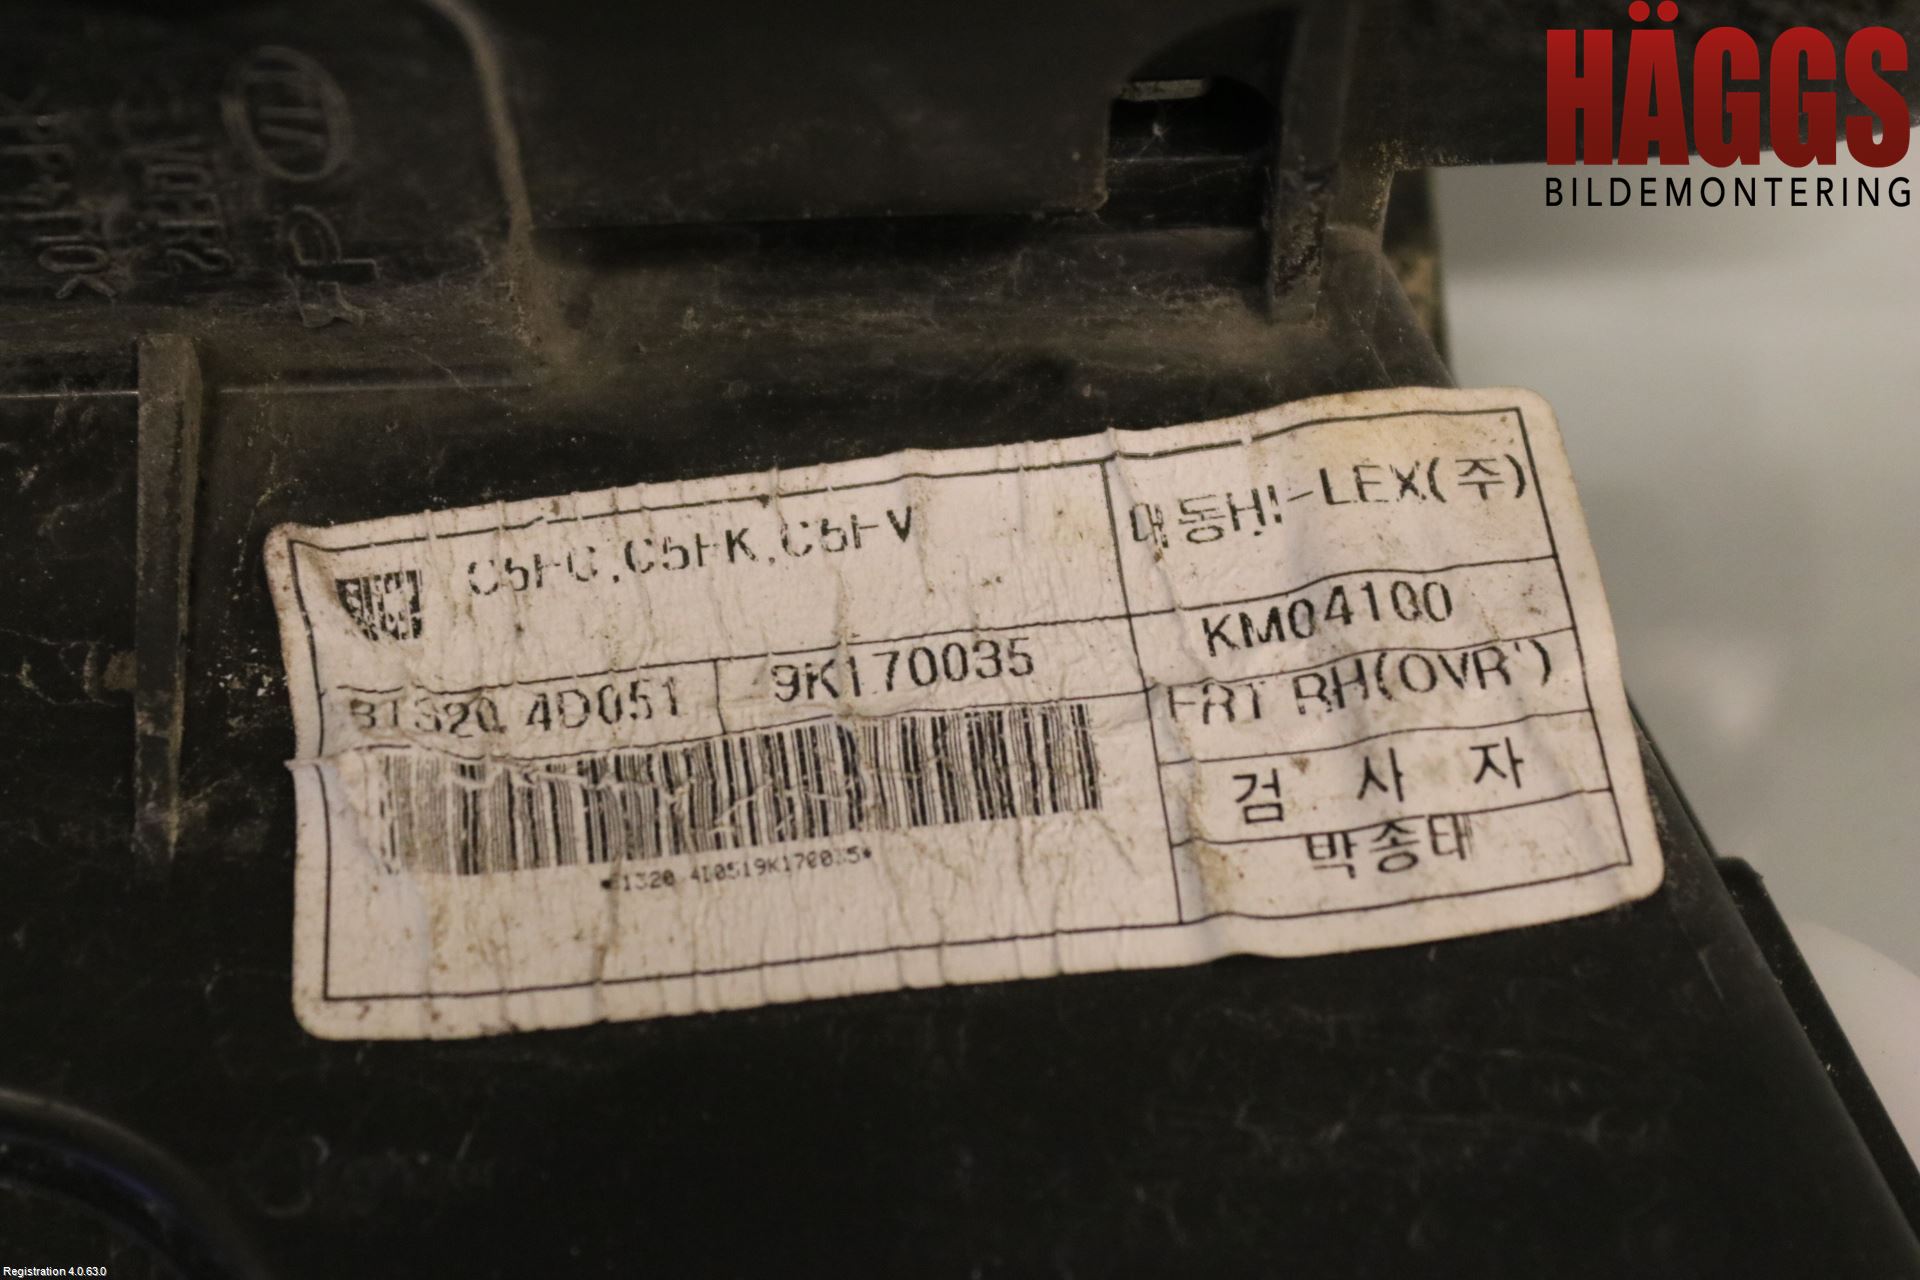 HÄGGS
BILDEMONTERING
C5FC,C5FK,C5FV
대동HI-LEX(주)
KM04100
4D051
9K170035
FRT RH(OVR')
검 사 자
박종태
Registration 4.0.63.0